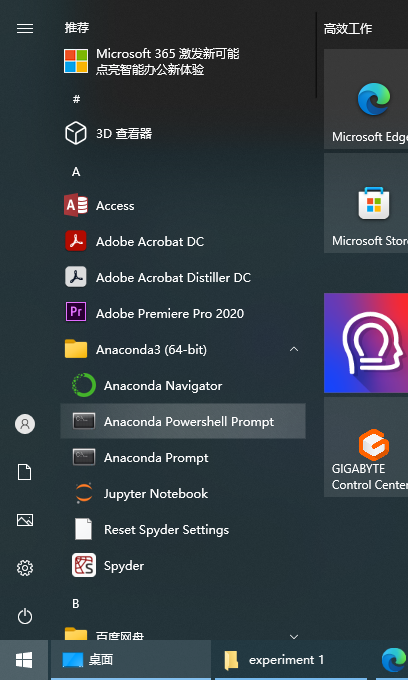 推荐
高效工作
Microsoft 365 激发新可能
点亮智能办公新体验
#
3D 查看器
Microsoft Edge
A
Access
Adobe Acrobat DC
Microsoft Store
Adobe Acrobat Distiller DC
Pr
Adobe Premiere Pro 2020
Anaconda3 (64-bit)
Anaconda Navigator
Anaconda Powershell Prompt
Anaconda Prompt
GIGABYTE
Control Center
Jupyter Notebook
Reset Spyder Settings
Spyder
B
百度网盘
桌面
experiment 1